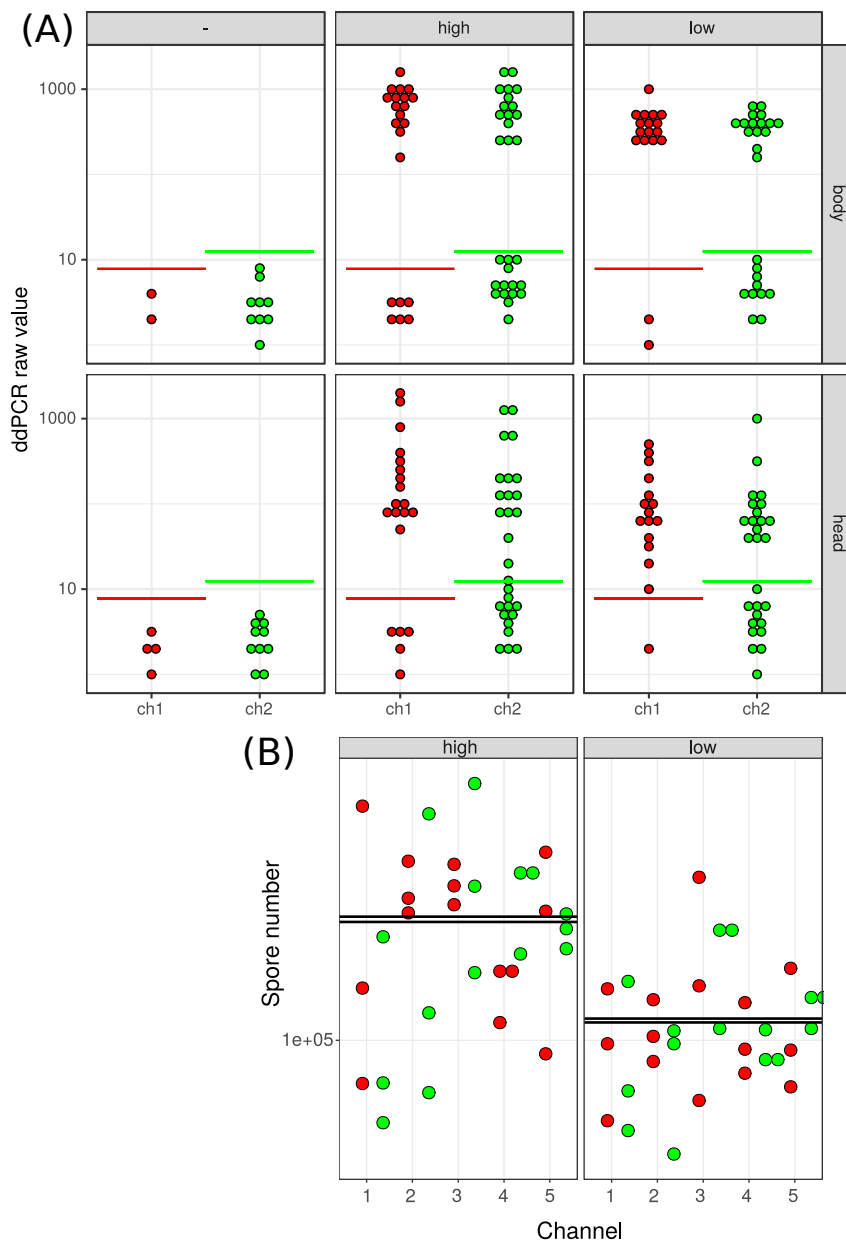 (A)
- high low
1000
10
body
ddPCR raw value
1000
10
head
ch1 ch2 ch1 ch2 ch1 ch2
(B)
high low
Spore number
1e+05
1 2 3 4 5 1 2 3 4 5
Channel